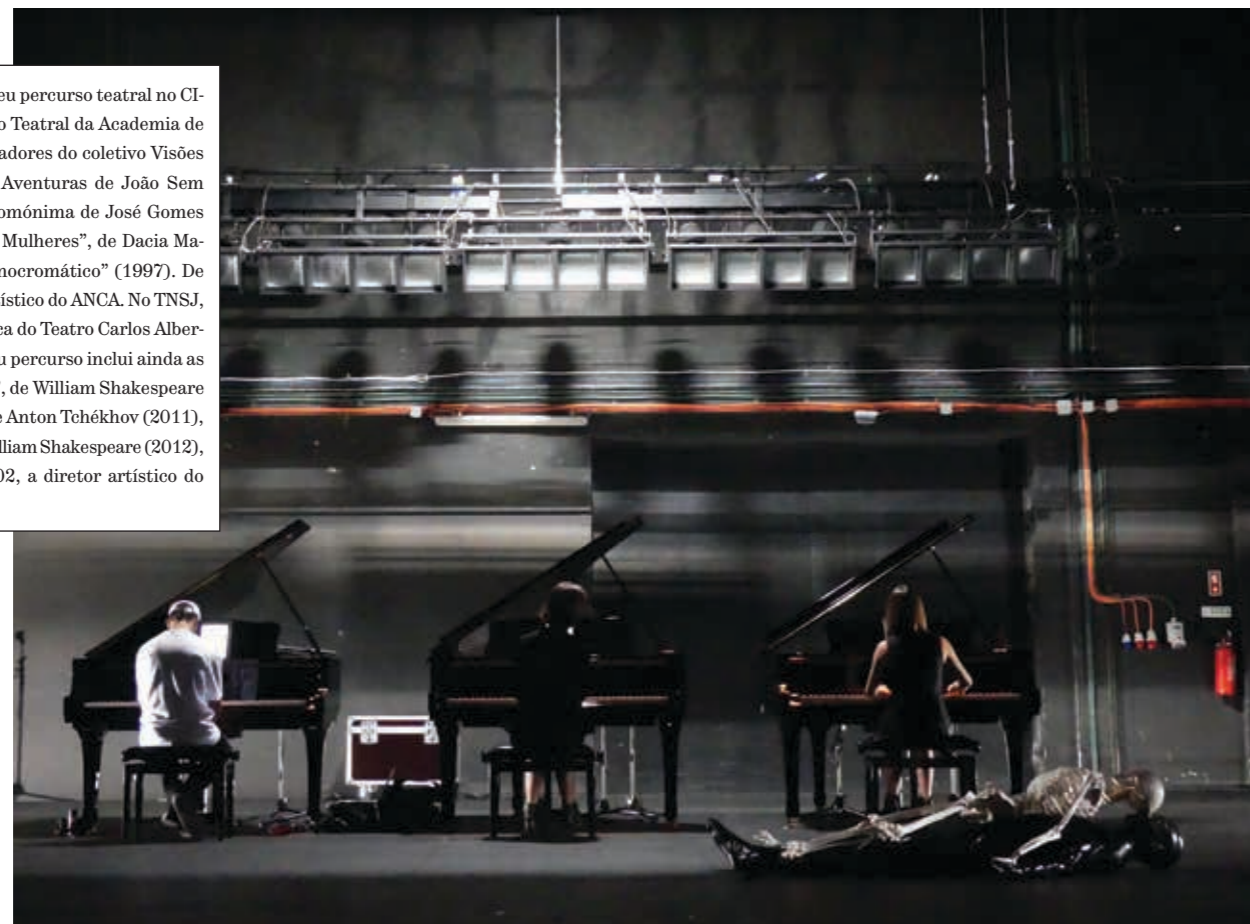 eu percurso teatral no CI-
o Teatral da Academia de
adores do coletivo Visões
Aventuras de João Sem
omónima de José Gomes
Mulheres”, de Dacia Ma-
nocromático” (1997). De
ístico do ANCA. No TNSJ,
ca do Teatro Carlos Alber-
u percurso inclui ainda as
”, de William Shakespeare
e Anton Tchékhov (2011),
lliam Shakespeare (2012),
02, a diretor artístico do